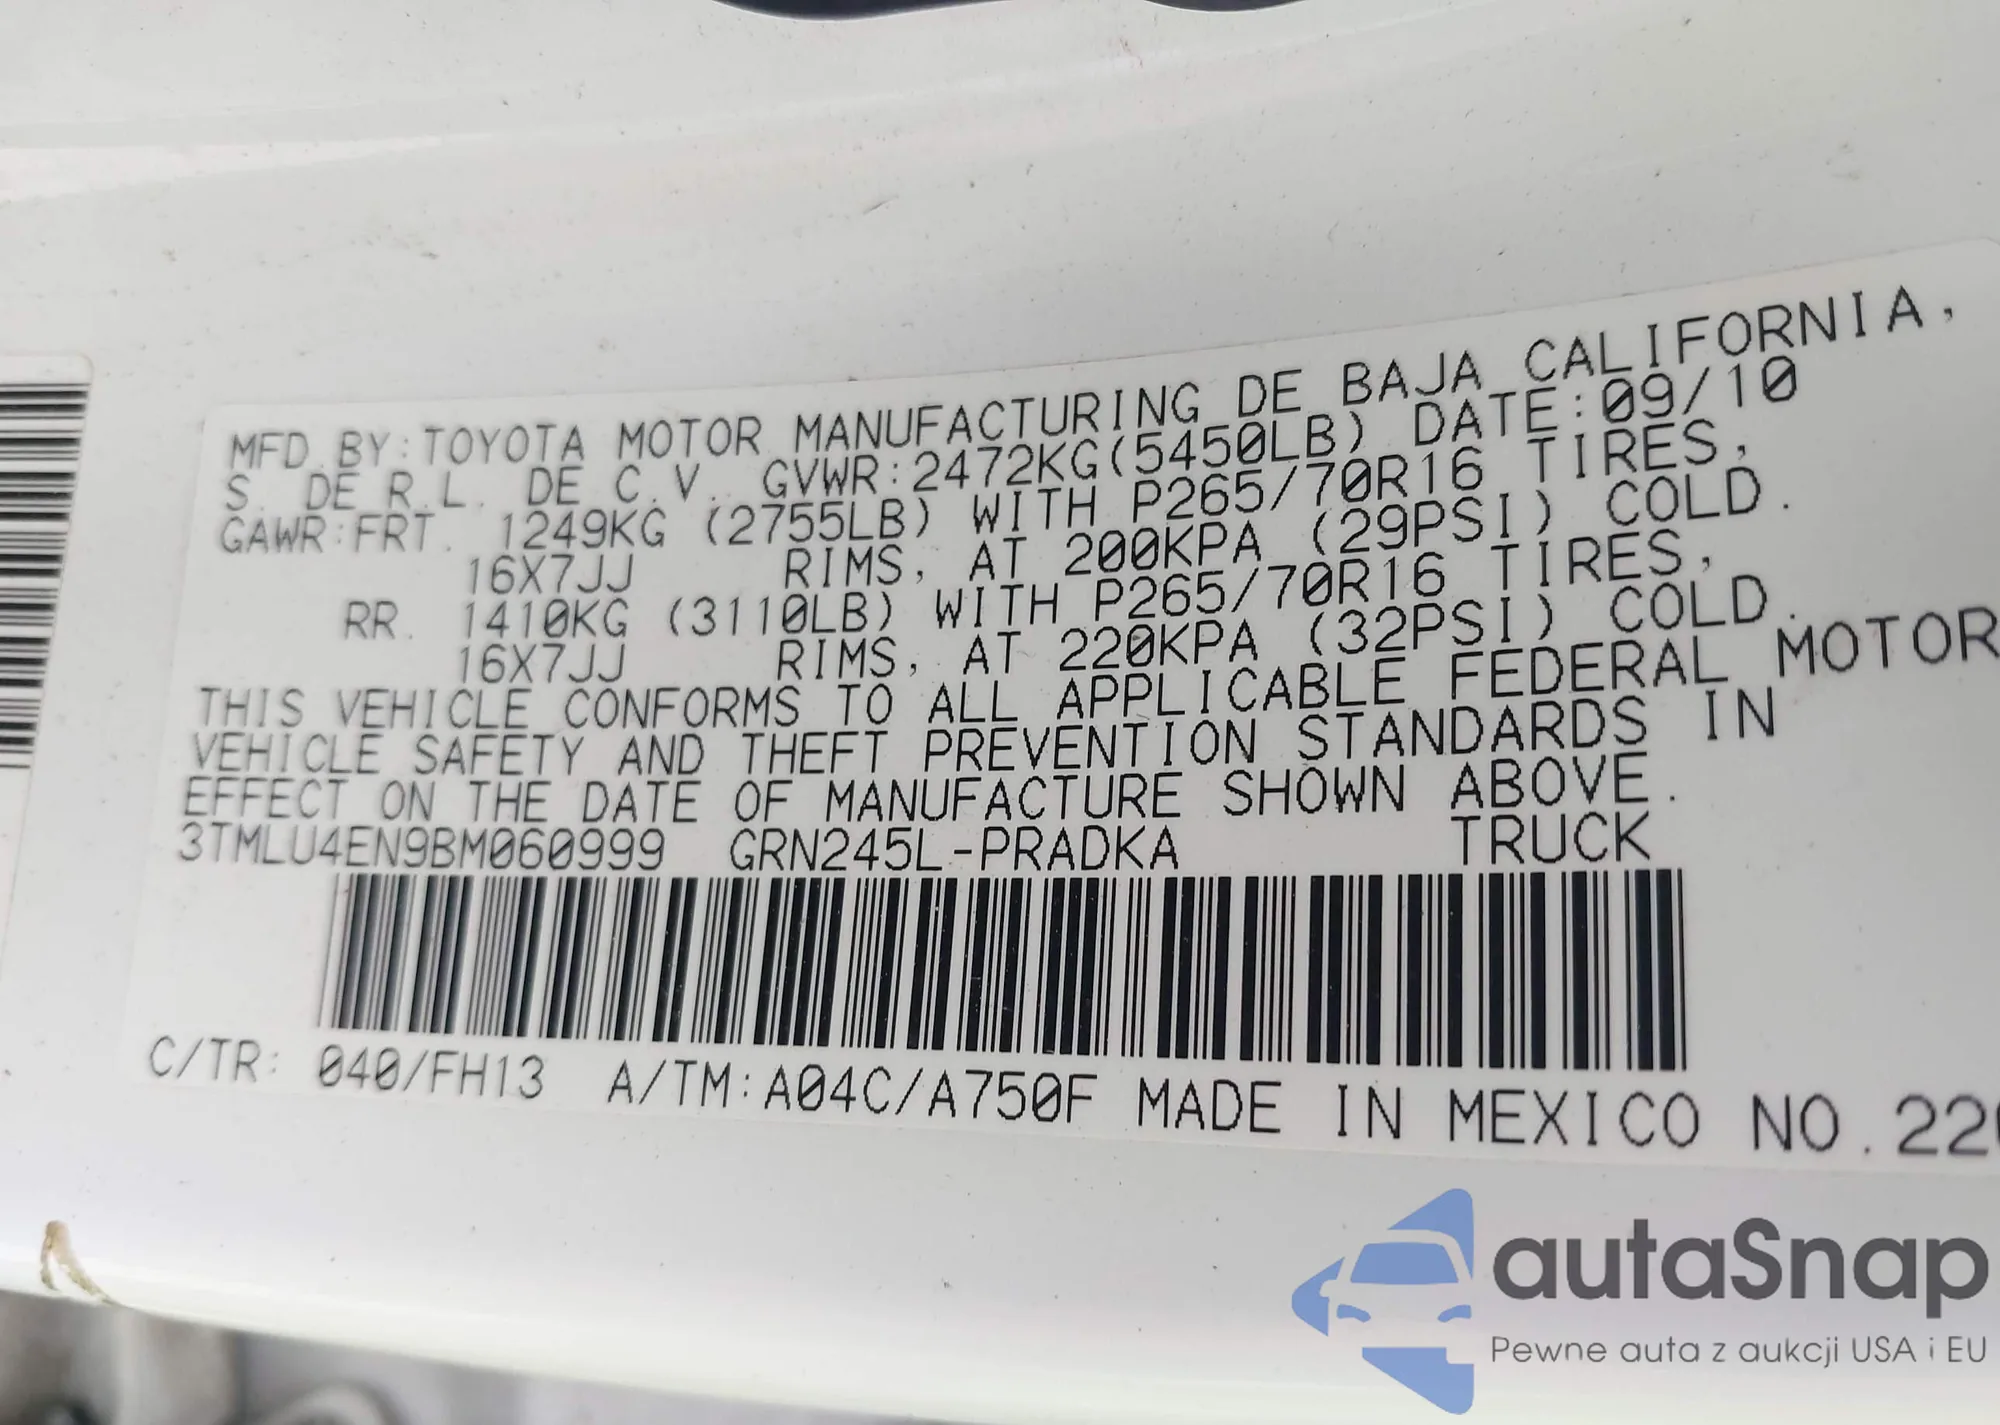 MFD. BY: TOYOTA MOTOR MANUFACTURING DE BAJA CALIFORNIA,
S. DE R.L. DE C.V. GVWR: 2472KG(5450LB) DATE: 09/10
GAWR: FRT. 1249KG (2755LB) WITH P265/70R16 TIRES,
16X7JJ RIMS, AT 200KPA (29PSI) COLD.
RR. 1410KG (3110LB) WITH P265/70R16 TIRES,
16X7JJ RIMS, AT 220KPA (32PSI) COLD.
THIS VEHICLE CONFORMS TO ALL APPLICABLE FEDERAL MOTOR
VEHICLE SAFETY AND THEFT PREVENTION STANDARDS IN
EFFECT ON THE DATE OF MANUFACTURE SHOWN ABOVE.
3TMLU4EN9BM060999 GRN245L-PRADKA TRUCK
C/TR: 040/FH13 A/TM: A04C/A750F MADE IN MEXICO NO.
autaSnap
Pewne auta z aukcji USA i EU